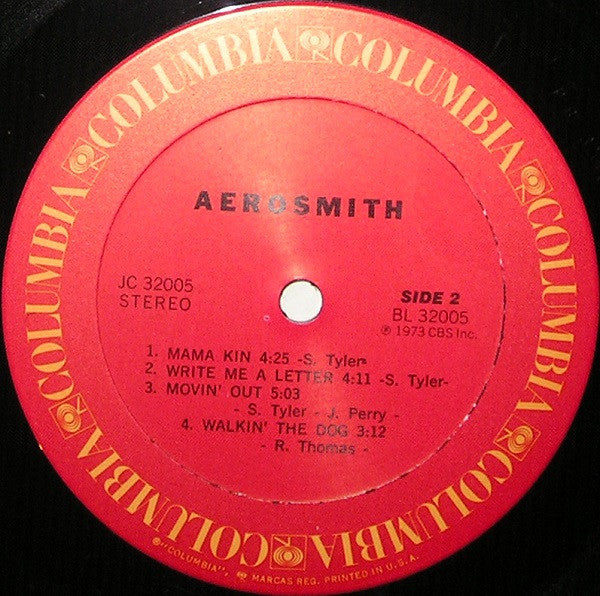 COLUMBIA COLUMBIA COLUMBIA COLUMBIA COLUMBIA COLUMBIA
AEROSMITH
JC 32005
STEREO
SIDE 2
BL 32005
℗ 1973 CBS Inc.
1. MAMA KIN 4:25 -S. Tyler-
2. WRITE ME A LETTER 4:11 -S. Tyler-
3. MOVIN' OUT 5:03
- S. Tyler - J. Perry -
4. WALKIN' THE DOG 3:12
- R. Thomas -
®"COLUMBIA", MARCAS REG. PRINTED IN U.S.A.